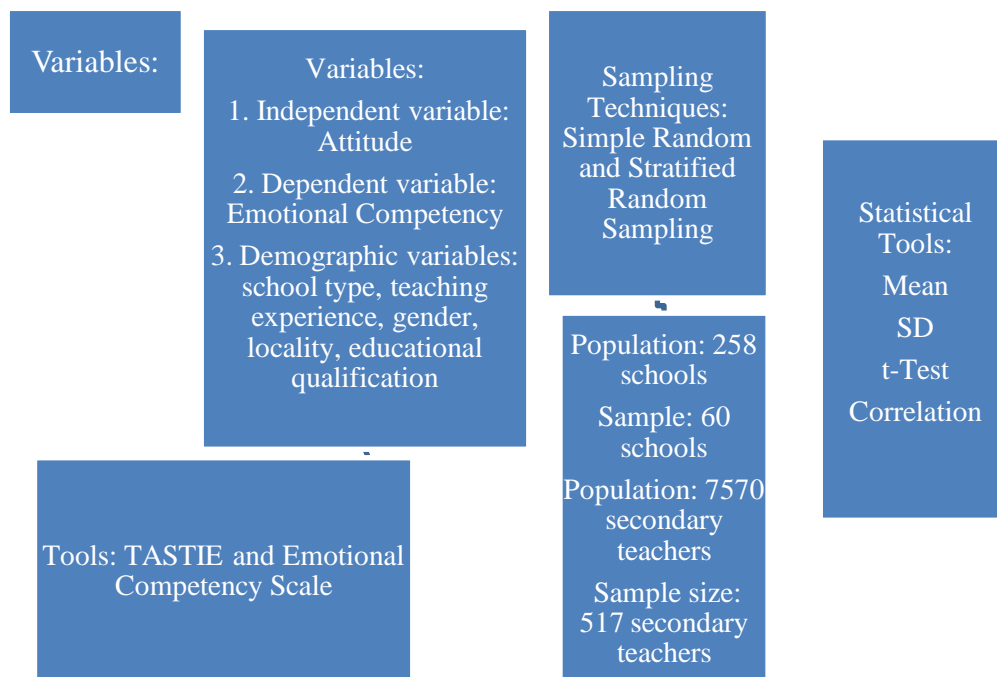 Variables:
Variables:
1. Independent variable:
Attitude
2. Dependent variable:
Emotional Competency
3. Demographic variables:
school type, teaching
experience, gender,
locality, educational
qualification
Tools: TASTIE and Emotional
Competency Scale
Sampling
Techniques:
Simple Random
and Stratified
Random
Sampling
Population: 258
schools
Sample: 60
schools
Population: 7570
secondary
teachers
Sample size:
517 secondary
teachers
Statistical
Tools:
Mean
SD
t-Test
Correlation